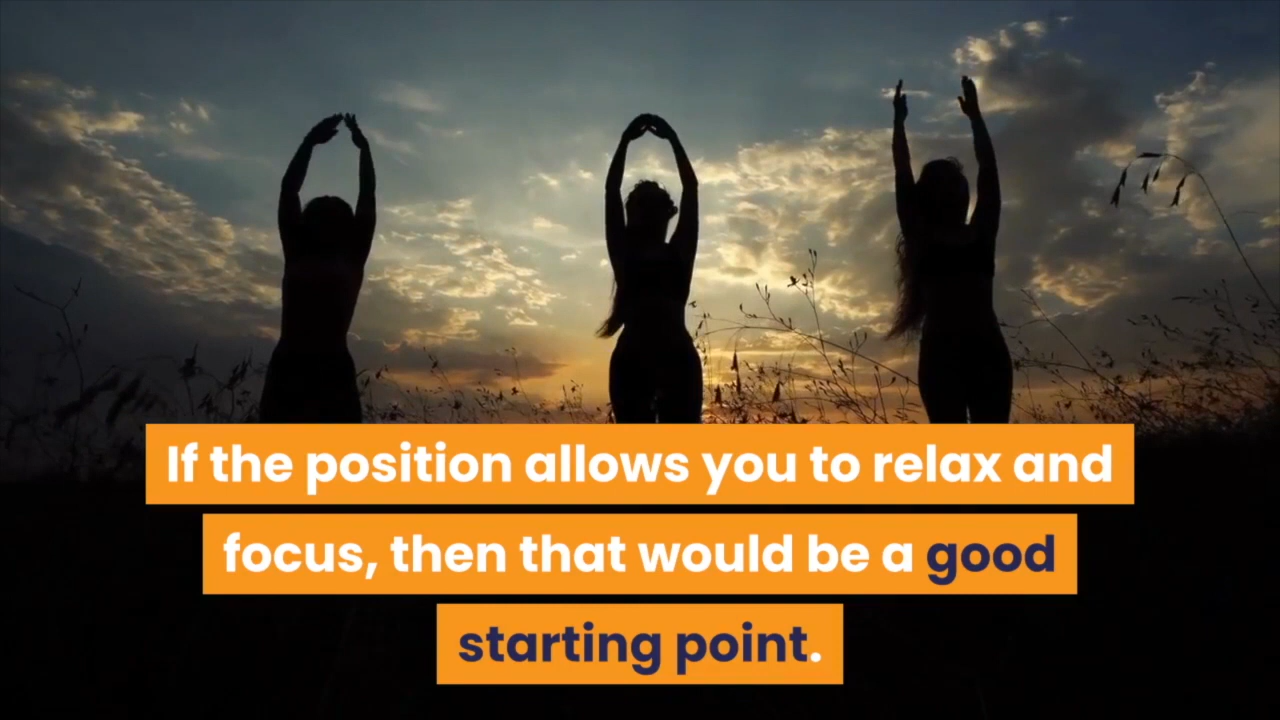 If the position allows you to relax and
focus, then that would be a good
starting point.